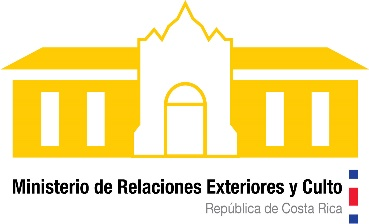 Ministerio de Relaciones Exteriores y Culto
República de Costa Rica